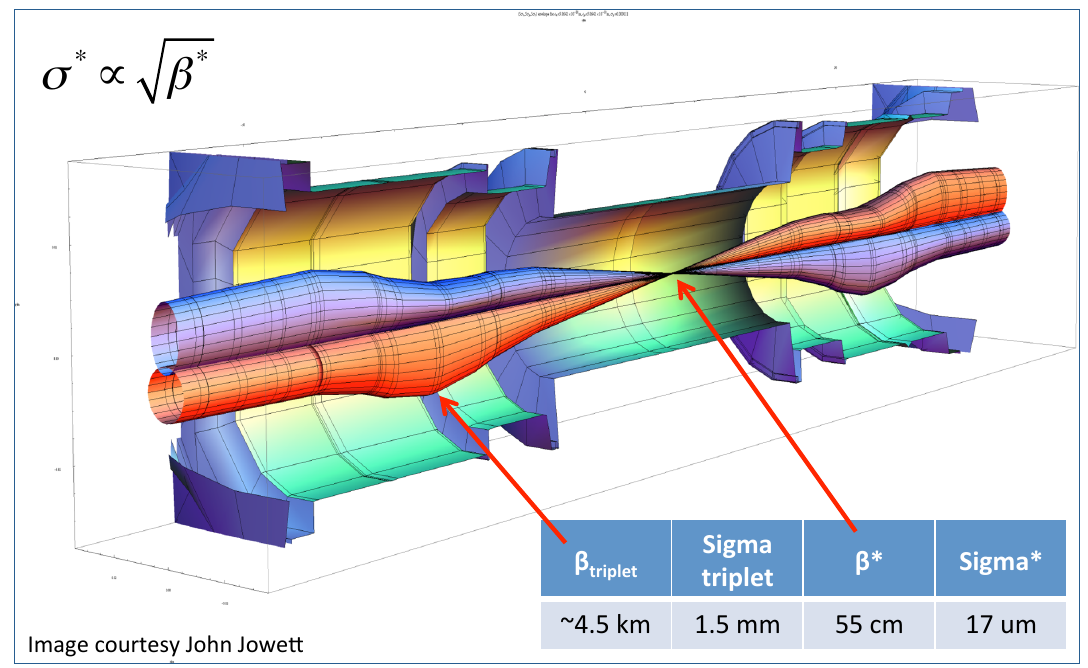 σ* ∝ √β*
β_triplet
Sigma triplet
β*
Sigma*
~4.5 km
1.5 mm
55 cm
17 um
Image courtesy John Jowett